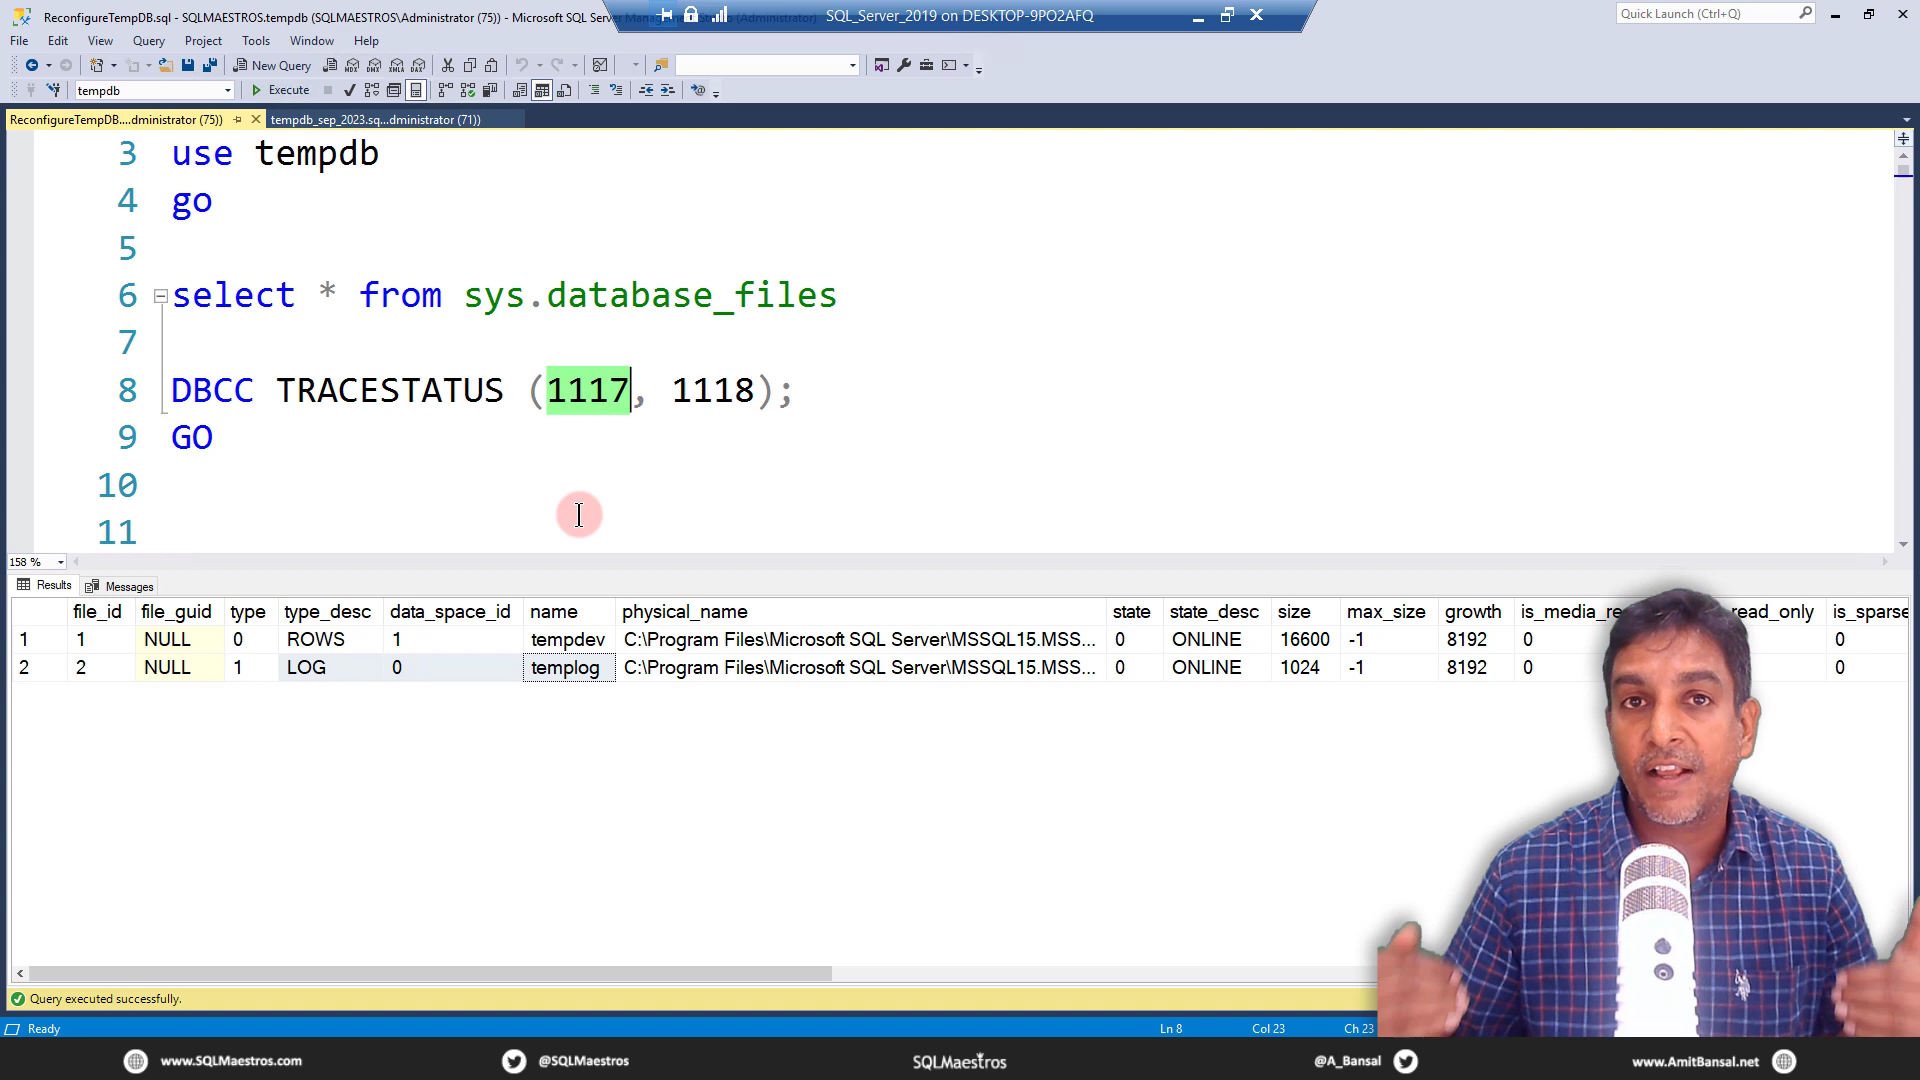 ReconfigureTempDB.sql - SQLMAESTROS.tempdb (SQLMAESTROS\Administrator (75)) - Microsoft SQL Server
SQL_Server_2019 on DESKTOP-9PO2AFQ
Quick Launch (Ctrl+Q)
File Edit View Query Project Tools Window Help
New Query
tempdb
Execute
ReconfigureTempDB....dministrator (75))
tempdb_sep_2023.sq...dministrator (71))
3 use tempdb
4 go
5
6 select * from sys.database_files
7
8 DBCC TRACESTATUS (1117, 1118);
9 GO
10
11
158 %
Results Messages
file_id file_guid type type_desc data_space_id name physical_name state state_desc size max_size growth is_media_re read_only is_sparse
1 1 NULL 0 ROWS 1 tempdev C:\Program Files\Microsoft SQL Server\MSSQL15.MSS... 0 ONLINE 16600 -1 8192 0 0
2 2 NULL 1 LOG 0 templog C:\Program Files\Microsoft SQL Server\MSSQL15.MSS... 0 ONLINE 1024 -1 8192 0 0
Query executed successfully.
Ready
Ln 8 Col 23 Ch 23
www.SQLMaestros.com
@SQLMaestros
SQLMaestros
@A_Bansal
www.AmitBansal.net